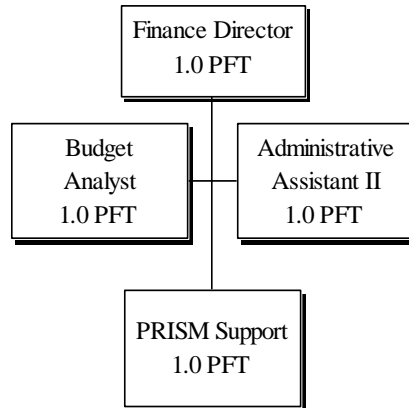 Finance Director
1.0 PFT
Budget
Analyst
1.0 PFT
Administrative
Assistant II
1.0 PFT
PRISM Support
1.0 PFT